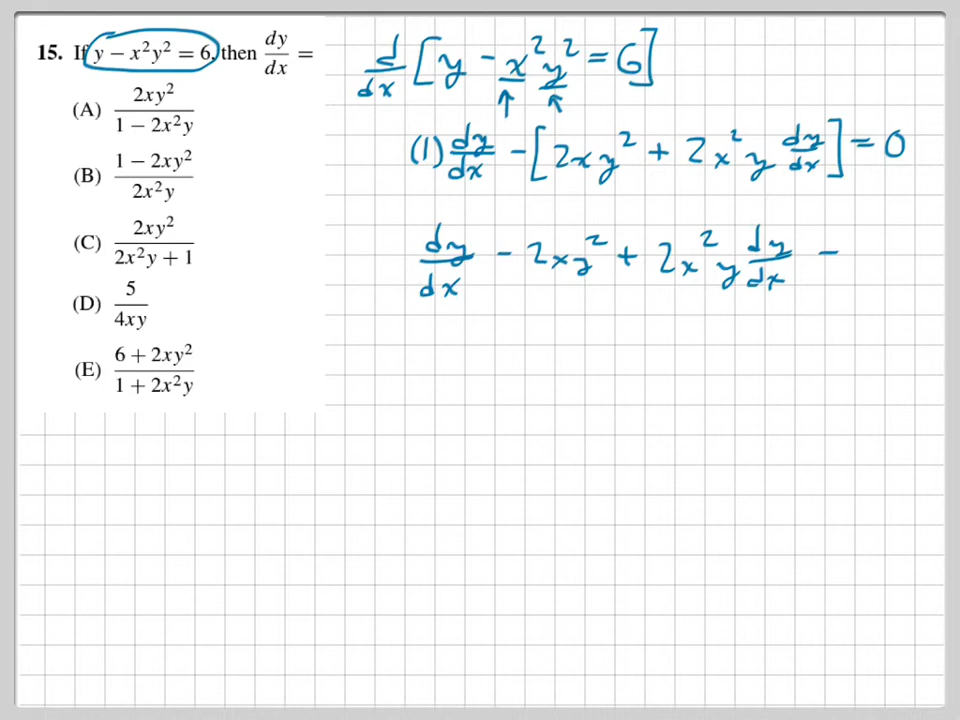 15. If y − x²y² = 6, then dy/dx =
(A) 2xy²/(1 − 2x²y)
(B) (1 − 2xy²)/(2x²y)
(C) 2xy²/(2x²y + 1)
(D) 5/(4xy)
(E) (6 + 2xy²)/(1 + 2x²y)
d/dx [y − x²y² = 6]
(1) dy/dx − [2xy² + 2x²y dy/dx] = 0
dy/dx − 2xy² + 2x²y dy/dx −